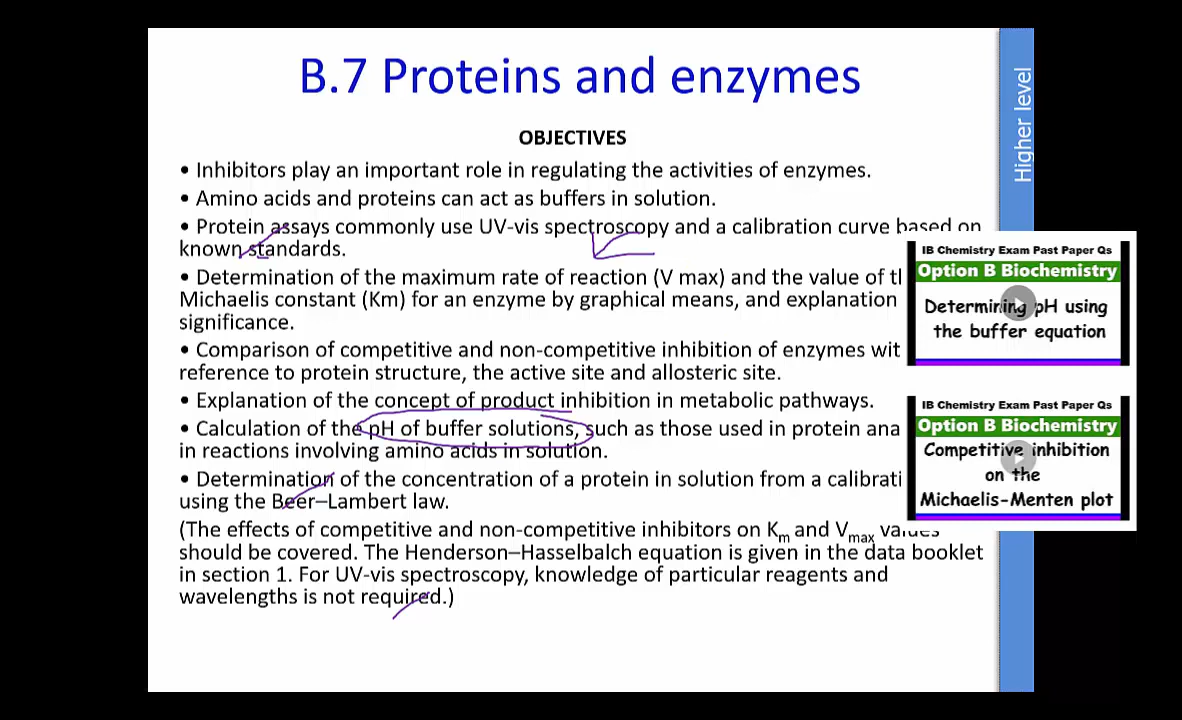 B.7 Proteins and enzymes
Higher level
OBJECTIVES
• Inhibitors play an important role in regulating the activities of enzymes.
• Amino acids and proteins can act as buffers in solution.
• Protein assays commonly use UV-vis spectroscopy and a calibration curve based on
known standards.
• Determination of the maximum rate of reaction (V max) and the value of
Michaelis constant (Km) for an enzyme by graphical means, and explanation
significance.
• Comparison of competitive and non-competitive inhibition of enzymes
reference to protein structure, the active site and allosteric site.
• Explanation of the concept of product inhibition in metabolic pathways.
• Calculation of the pH of buffer solutions, such as those used in protein
in reactions involving amino acids in solution.
• Determination of the concentration of a protein in solution from a
using the Beer–Lambert law.
(The effects of competitive and non-competitive inhibitors on Km and Vmax values
should be covered. The Henderson–Hasselbalch equation is given in the data booklet
in section 1. For UV-vis spectroscopy, knowledge of particular reagents and
wavelengths is not required.)
IB Chemistry Exam Past Paper Qs
Option B Biochemistry
Determining pH using
the buffer equation
IB Chemistry Exam Past Paper Qs
Option B Biochemistry
Competitive inhibition
on the
Michaelis-Menten plot